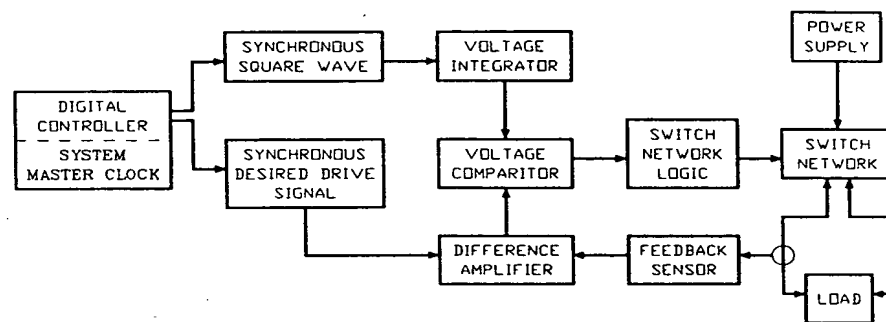 DIGITAL
CONTROLLER
SYSTEM
MASTER CLOCK
SYNCHRONOUS
SQUARE WAVE
VOLTAGE
INTEGRATOR
POWER
SUPPLY
SYNCHRONOUS
DESIRED DRIVE
SIGNAL
VOLTAGE
COMPARITOR
SWITCH
NETWORK
LOGIC
SWITCH
NETWORK
DIFFERENCE
AMPLIFIER
FEEDBACK
SENSOR
LOAD